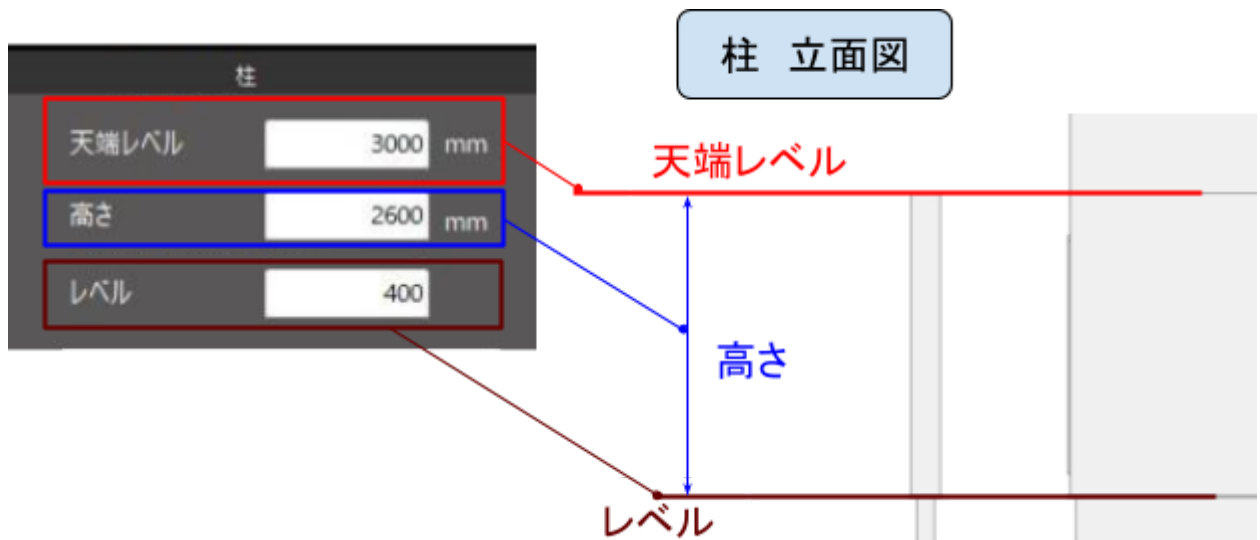 柱 立面図
柱
天端レベル 3000 mm
高さ 2600 mm
レベル 400
天端レベル
高さ
レベル